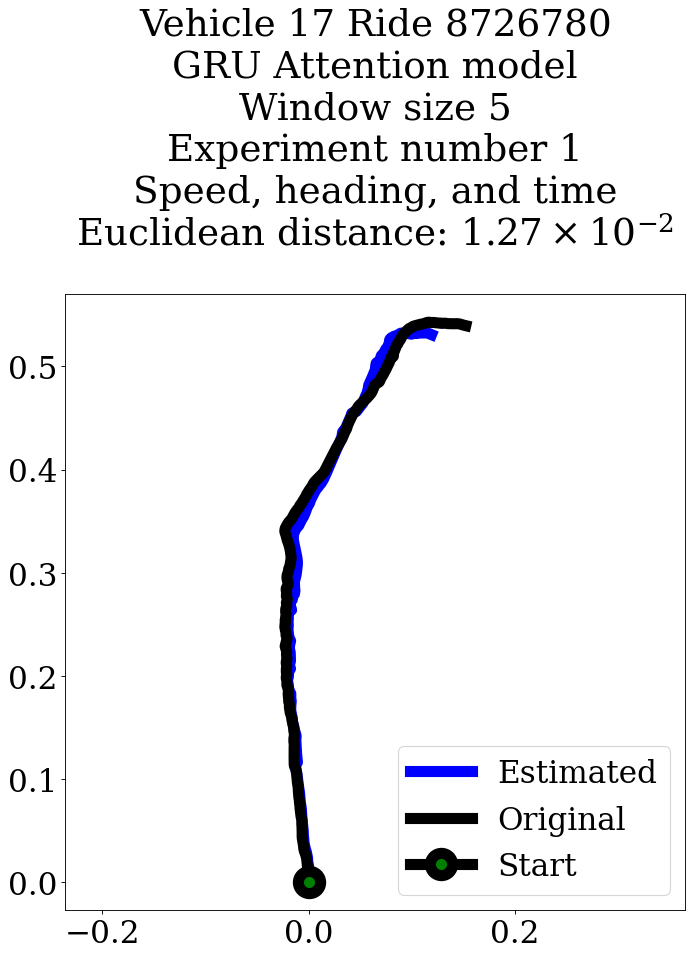 Vehicle 17 Ride 8726780
GRU Attention model
Window size 5
Experiment number 1
Speed, heading, and time
Euclidean distance: 1.27 × 10⁻²
0.5
0.4
0.3
0.2
0.1
0.0
−0.2 0.0 0.2
Estimated
Original
Start